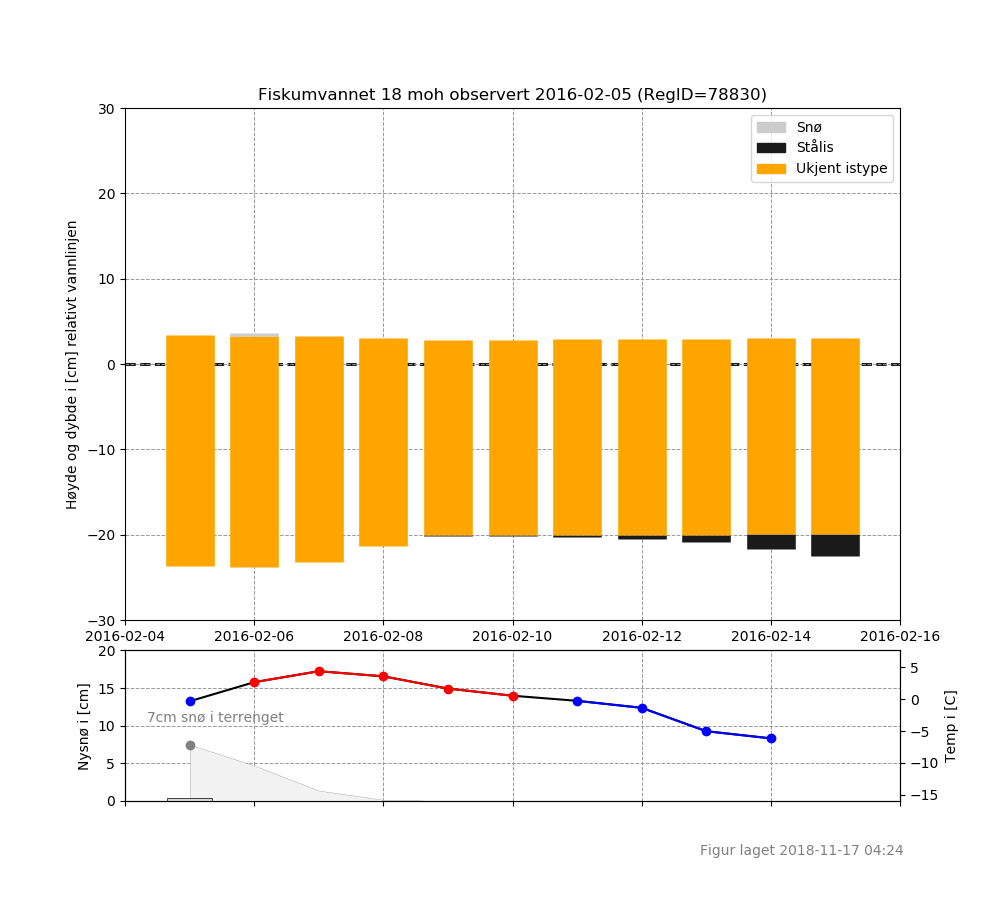 Fiskumvannet 18 moh observert 2016-02-05 (RegID=78830)
Snø
Stålis
Ukjent istype
Høyde og dybde i [cm] relativt vannlinjen
30
20
10
0
−10
−20
−30
2016-02-04 2016-02-06 2016-02-08 2016-02-10 2016-02-12 2016-02-14 2016-02-16
Nysnø i [cm]
20
15
10
5
0
7cm snø i terrenget
5
0
−5
−10
−15
Temp i [C]
Figur laget 2018-11-17 04:24